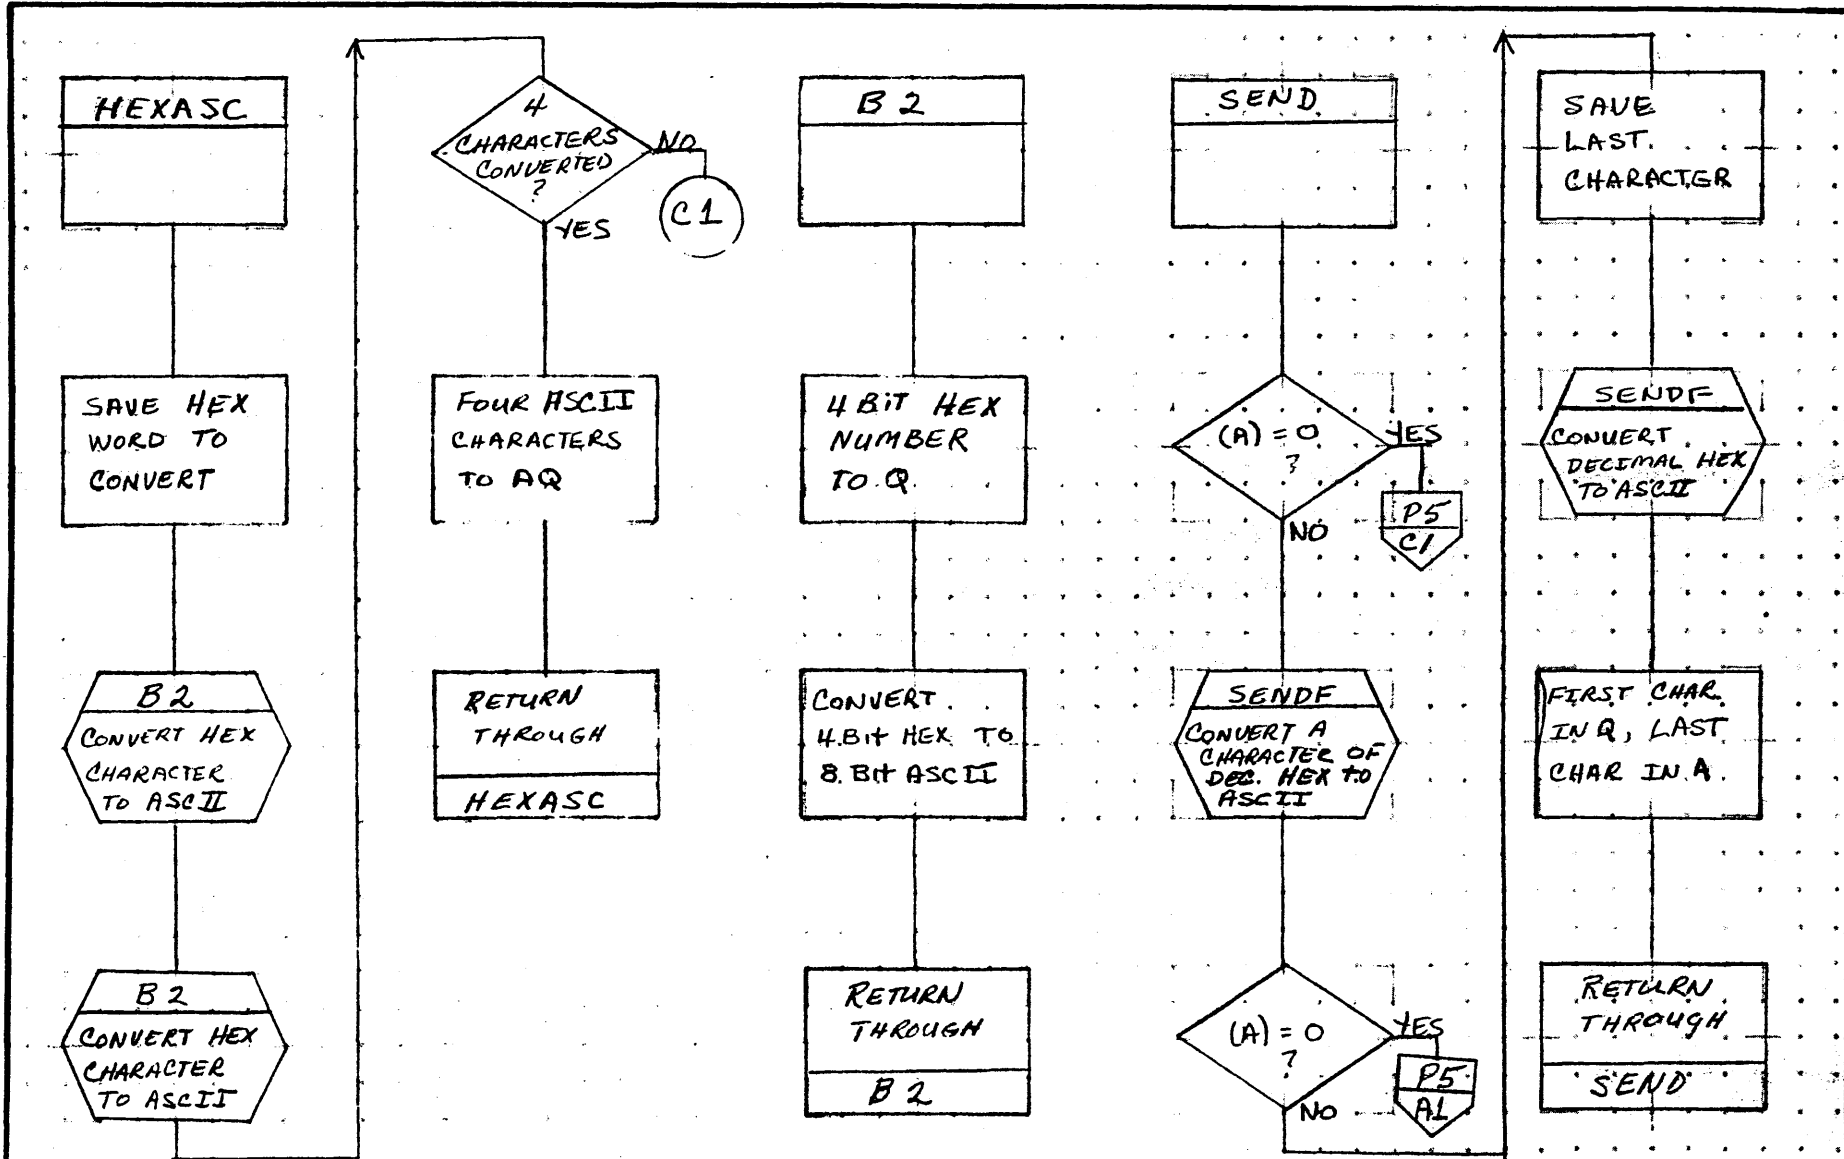 HEXASC
SAVE HEX
WORD TO
CONVERT
B 2
CONVERT HEX
CHARACTER
TO ASCII
B 2
CONVERT HEX
CHARACTER
TO ASCII
4
CHARACTERS
CONVERTED
?
NO
C1
YES
FOUR ASCII
CHARACTERS
TO AQ
RETURN
THROUGH
HEXASC
B 2
4 BIT HEX
NUMBER
TO Q
CONVERT
4 Bit HEX TO
8 Bit ASCII
RETURN
THROUGH
B 2
SEND
(A) = 0
?
YES
P5
C1
NO
SENDF
CONVERT A
CHARACTER OF
DEC. HEX TO
ASCII
(A) = 0
?
YES
P5
A1
NO
SAVE
LAST
CHARACTER
SENDF
CONVERT
DECIMAL HEX
TO ASCII
FIRST CHAR
IN Q, LAST
CHAR IN A
RETURN
THROUGH
SEND